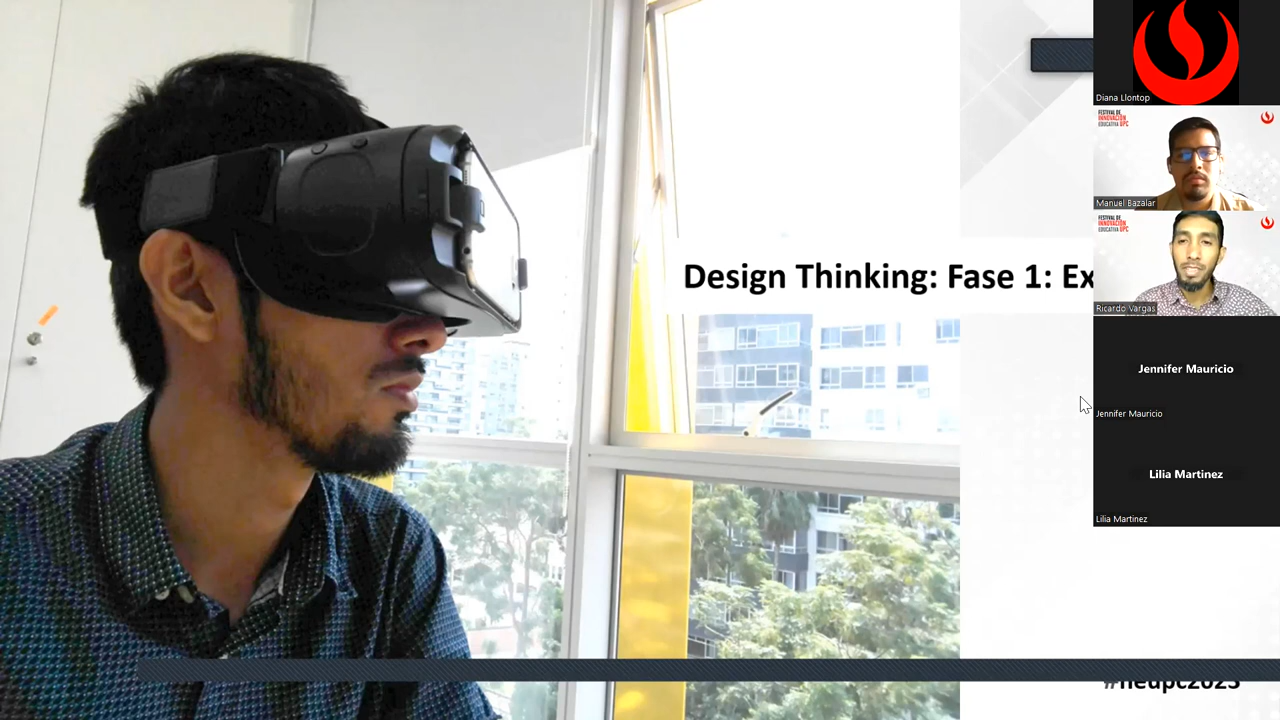 Design Thinking: Fase 1: Ex
Diana Llontop
FESTIVAL DE
INNOVACIÓN
EDUCATIVA UPC
Manuel Bazalar
FESTIVAL DE
INNOVACIÓN
EDUCATIVA UPC
Ricardo Vargas
Jennifer Mauricio
Jennifer Mauricio
Lilia Martinez
Lilia Martinez
#fieupc2023